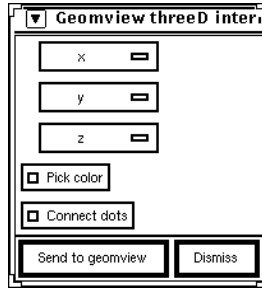 Geomview threeD inter
x
y
z
Pick color
Connect dots
Send to geomview
Dismiss